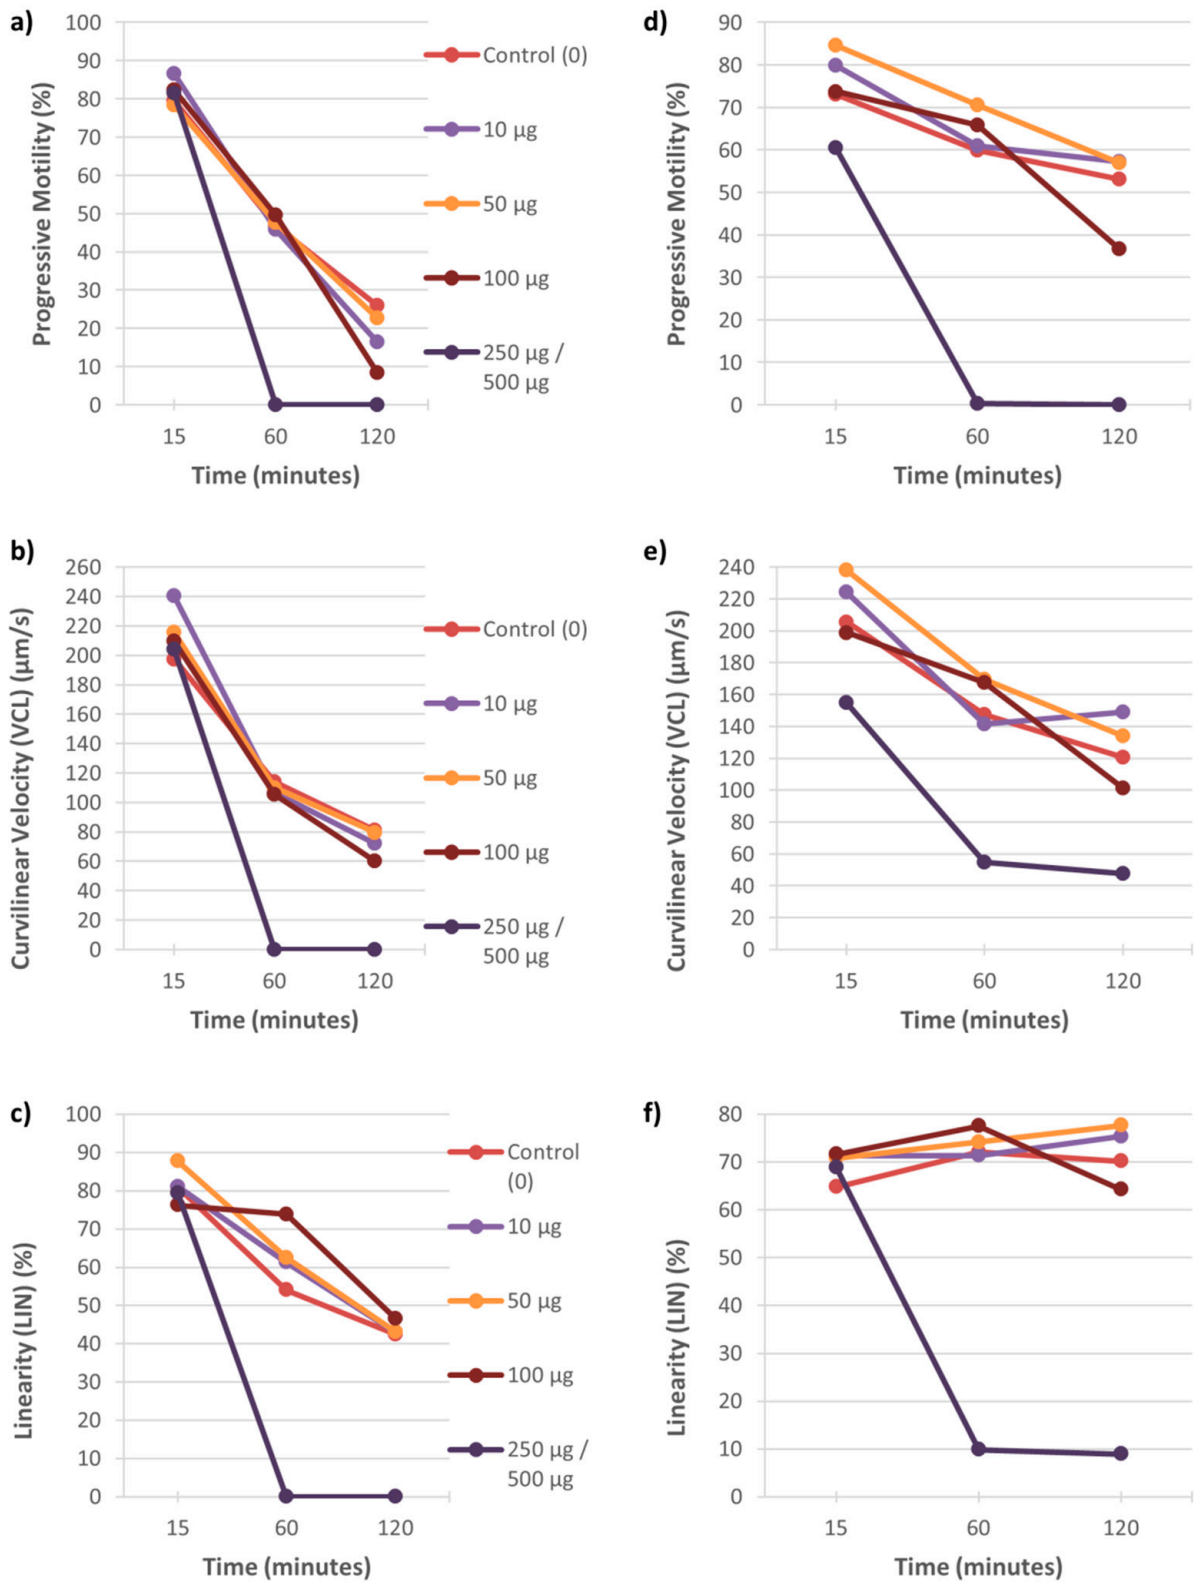 a)
100
90
80
70
60
50
40
30
20
10
0
Progressive Motility (%)
15 60 120
Time (minutes)
Control (0)
10 µg
50 µg
100 µg
250 µg /
500 µg
d)
90
80
70
60
50
40
30
20
10
0
Progressive Motility (%)
15 60 120
Time (minutes)
b)
260
240
220
200
180
160
140
120
100
80
60
40
20
0
Curvilinear Velocity (VCL) (µm/s)
15 60 120
Time (minutes)
Control (0)
10 µg
50 µg
100 µg
250 µg /
500 µg
e)
240
220
200
180
160
140
120
100
80
60
40
20
0
Curvilinear Velocity (VCL) (µm/s)
15 60 120
Time (minutes)
c)
100
90
80
70
60
50
40
30
20
10
0
Linearity (LIN) (%)
15 60 120
Time (minutes)
Control
(0)
10 µg
50 µg
100 µg
250 µg /
500 µg
f)
80
70
60
50
40
30
20
10
0
Linearity (LIN) (%)
15 60 120
Time (minutes)